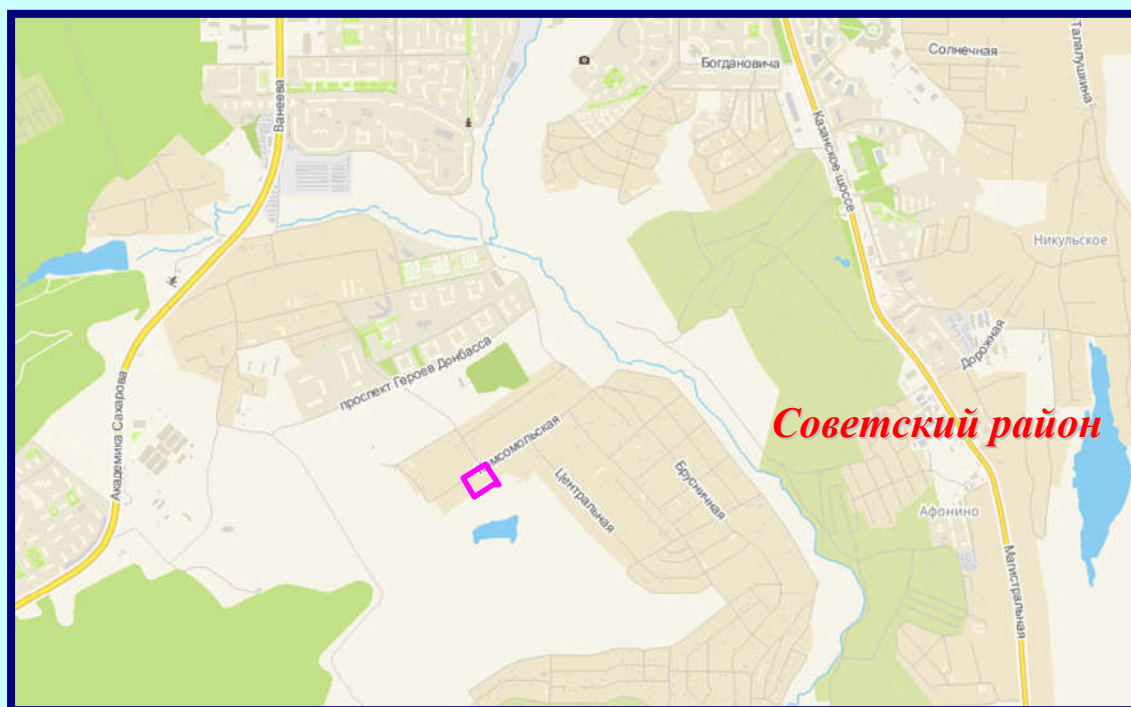 Солнечная
Талалушкина
Богдановича
Ванеева
Казанское шоссе
Никульское
Дорожная
проспект Героев Донбасса
Академика Сахарова
Советский район
мсомольская
Центральная
Брусничная
Афонино
Магистральная